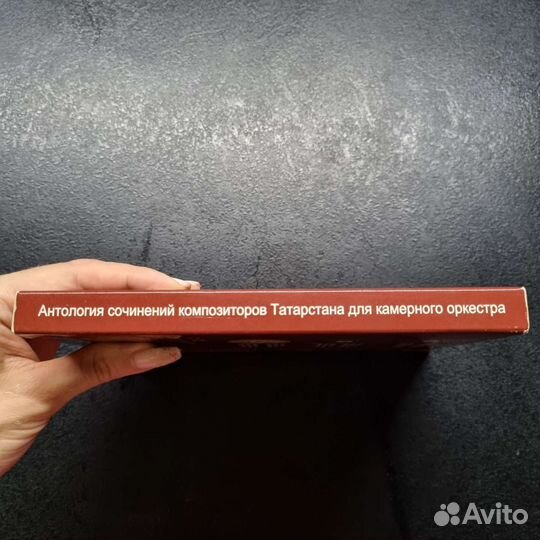 Антология сочинений композиторов Татарстана для камерного оркестра
Avito